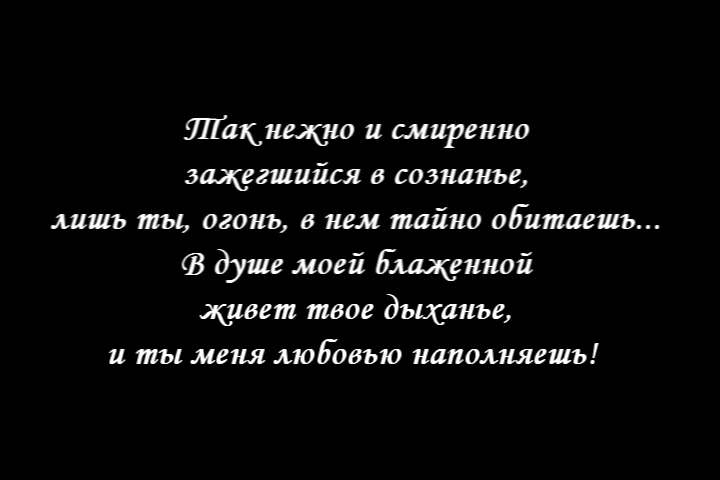 Так нежно и смиренно
зажегшийся в сознанье,
лишь ты, огонь, в нем тайно обитаешь...
В душе моей блаженной
живет твое дыханье,
и ты меня любовью наполняешь!